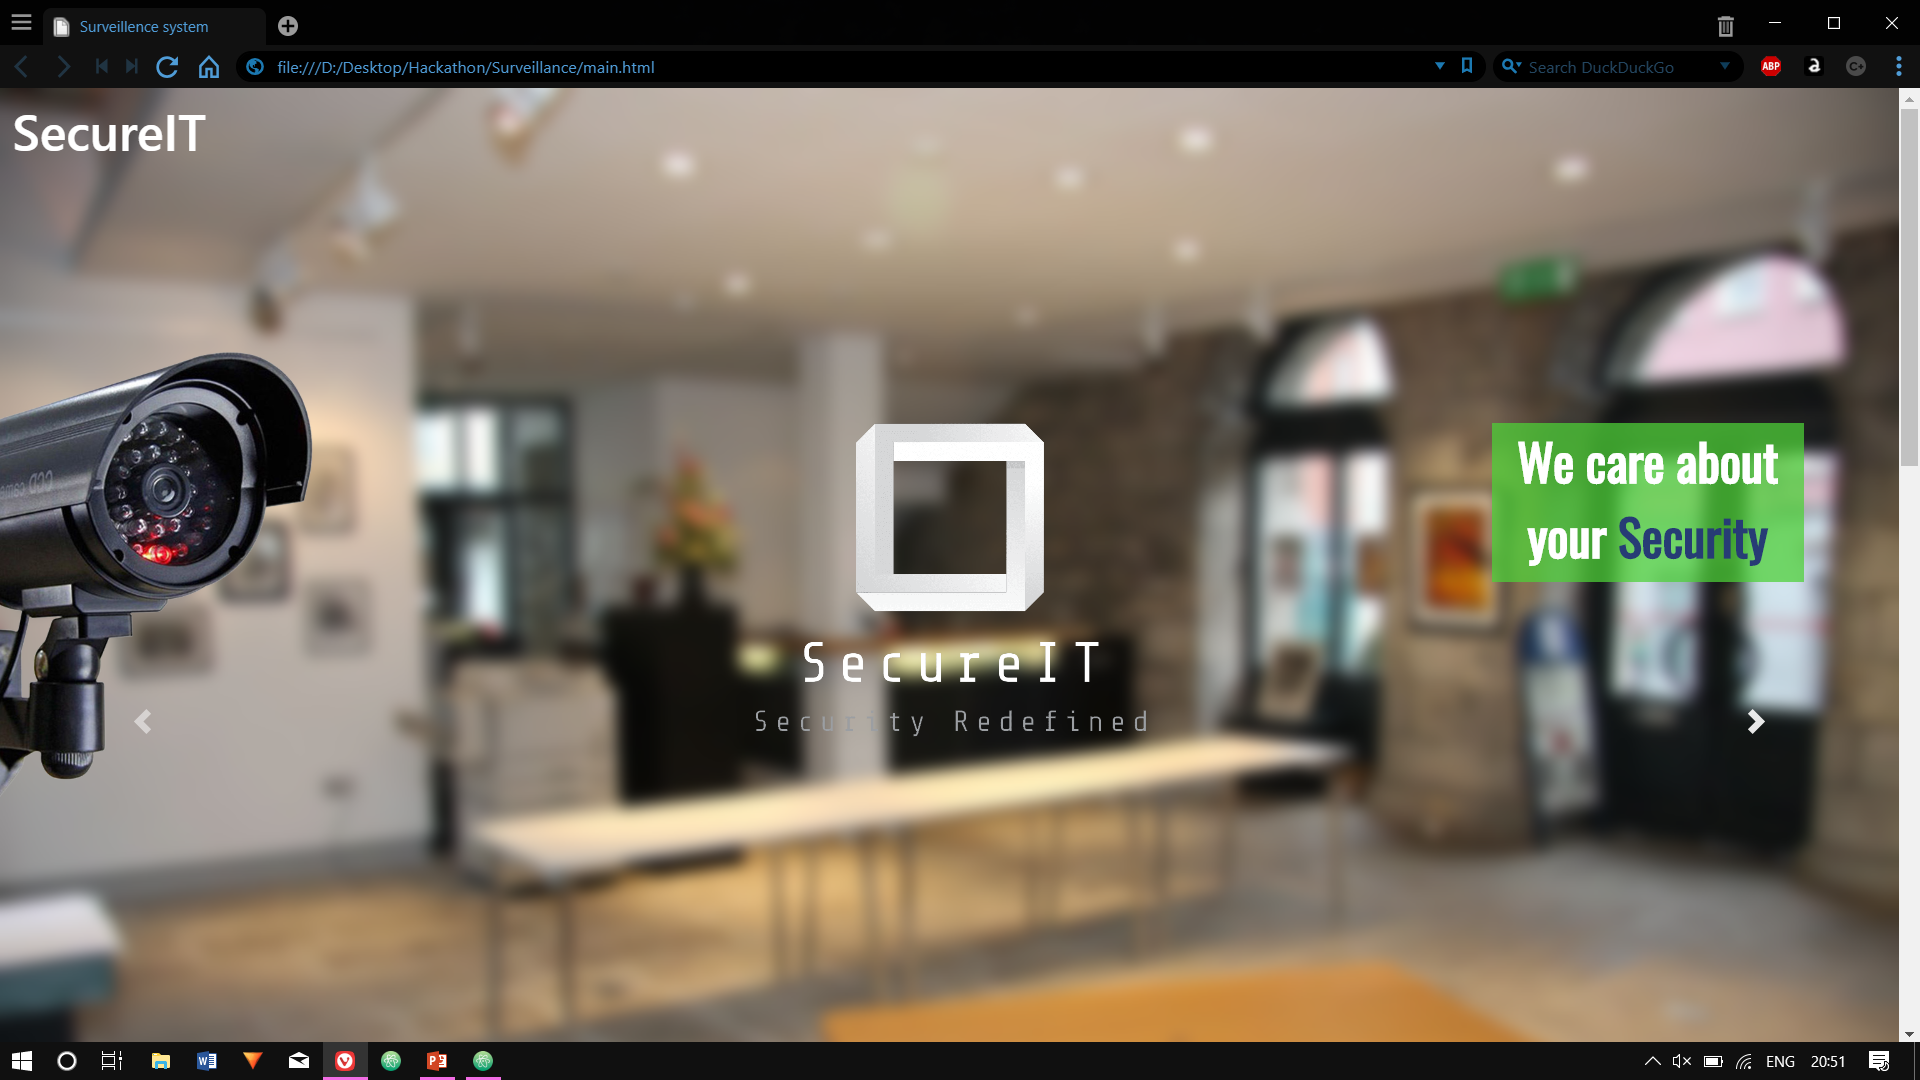 Surveillence system
file:///D:/Desktop/Hackathon/Surveillance/main.html
Search DuckDuckGo
ABP
a
C+
SecureIT
We care about
your Security
SecureIT
Security Redefined
ENG
20:51